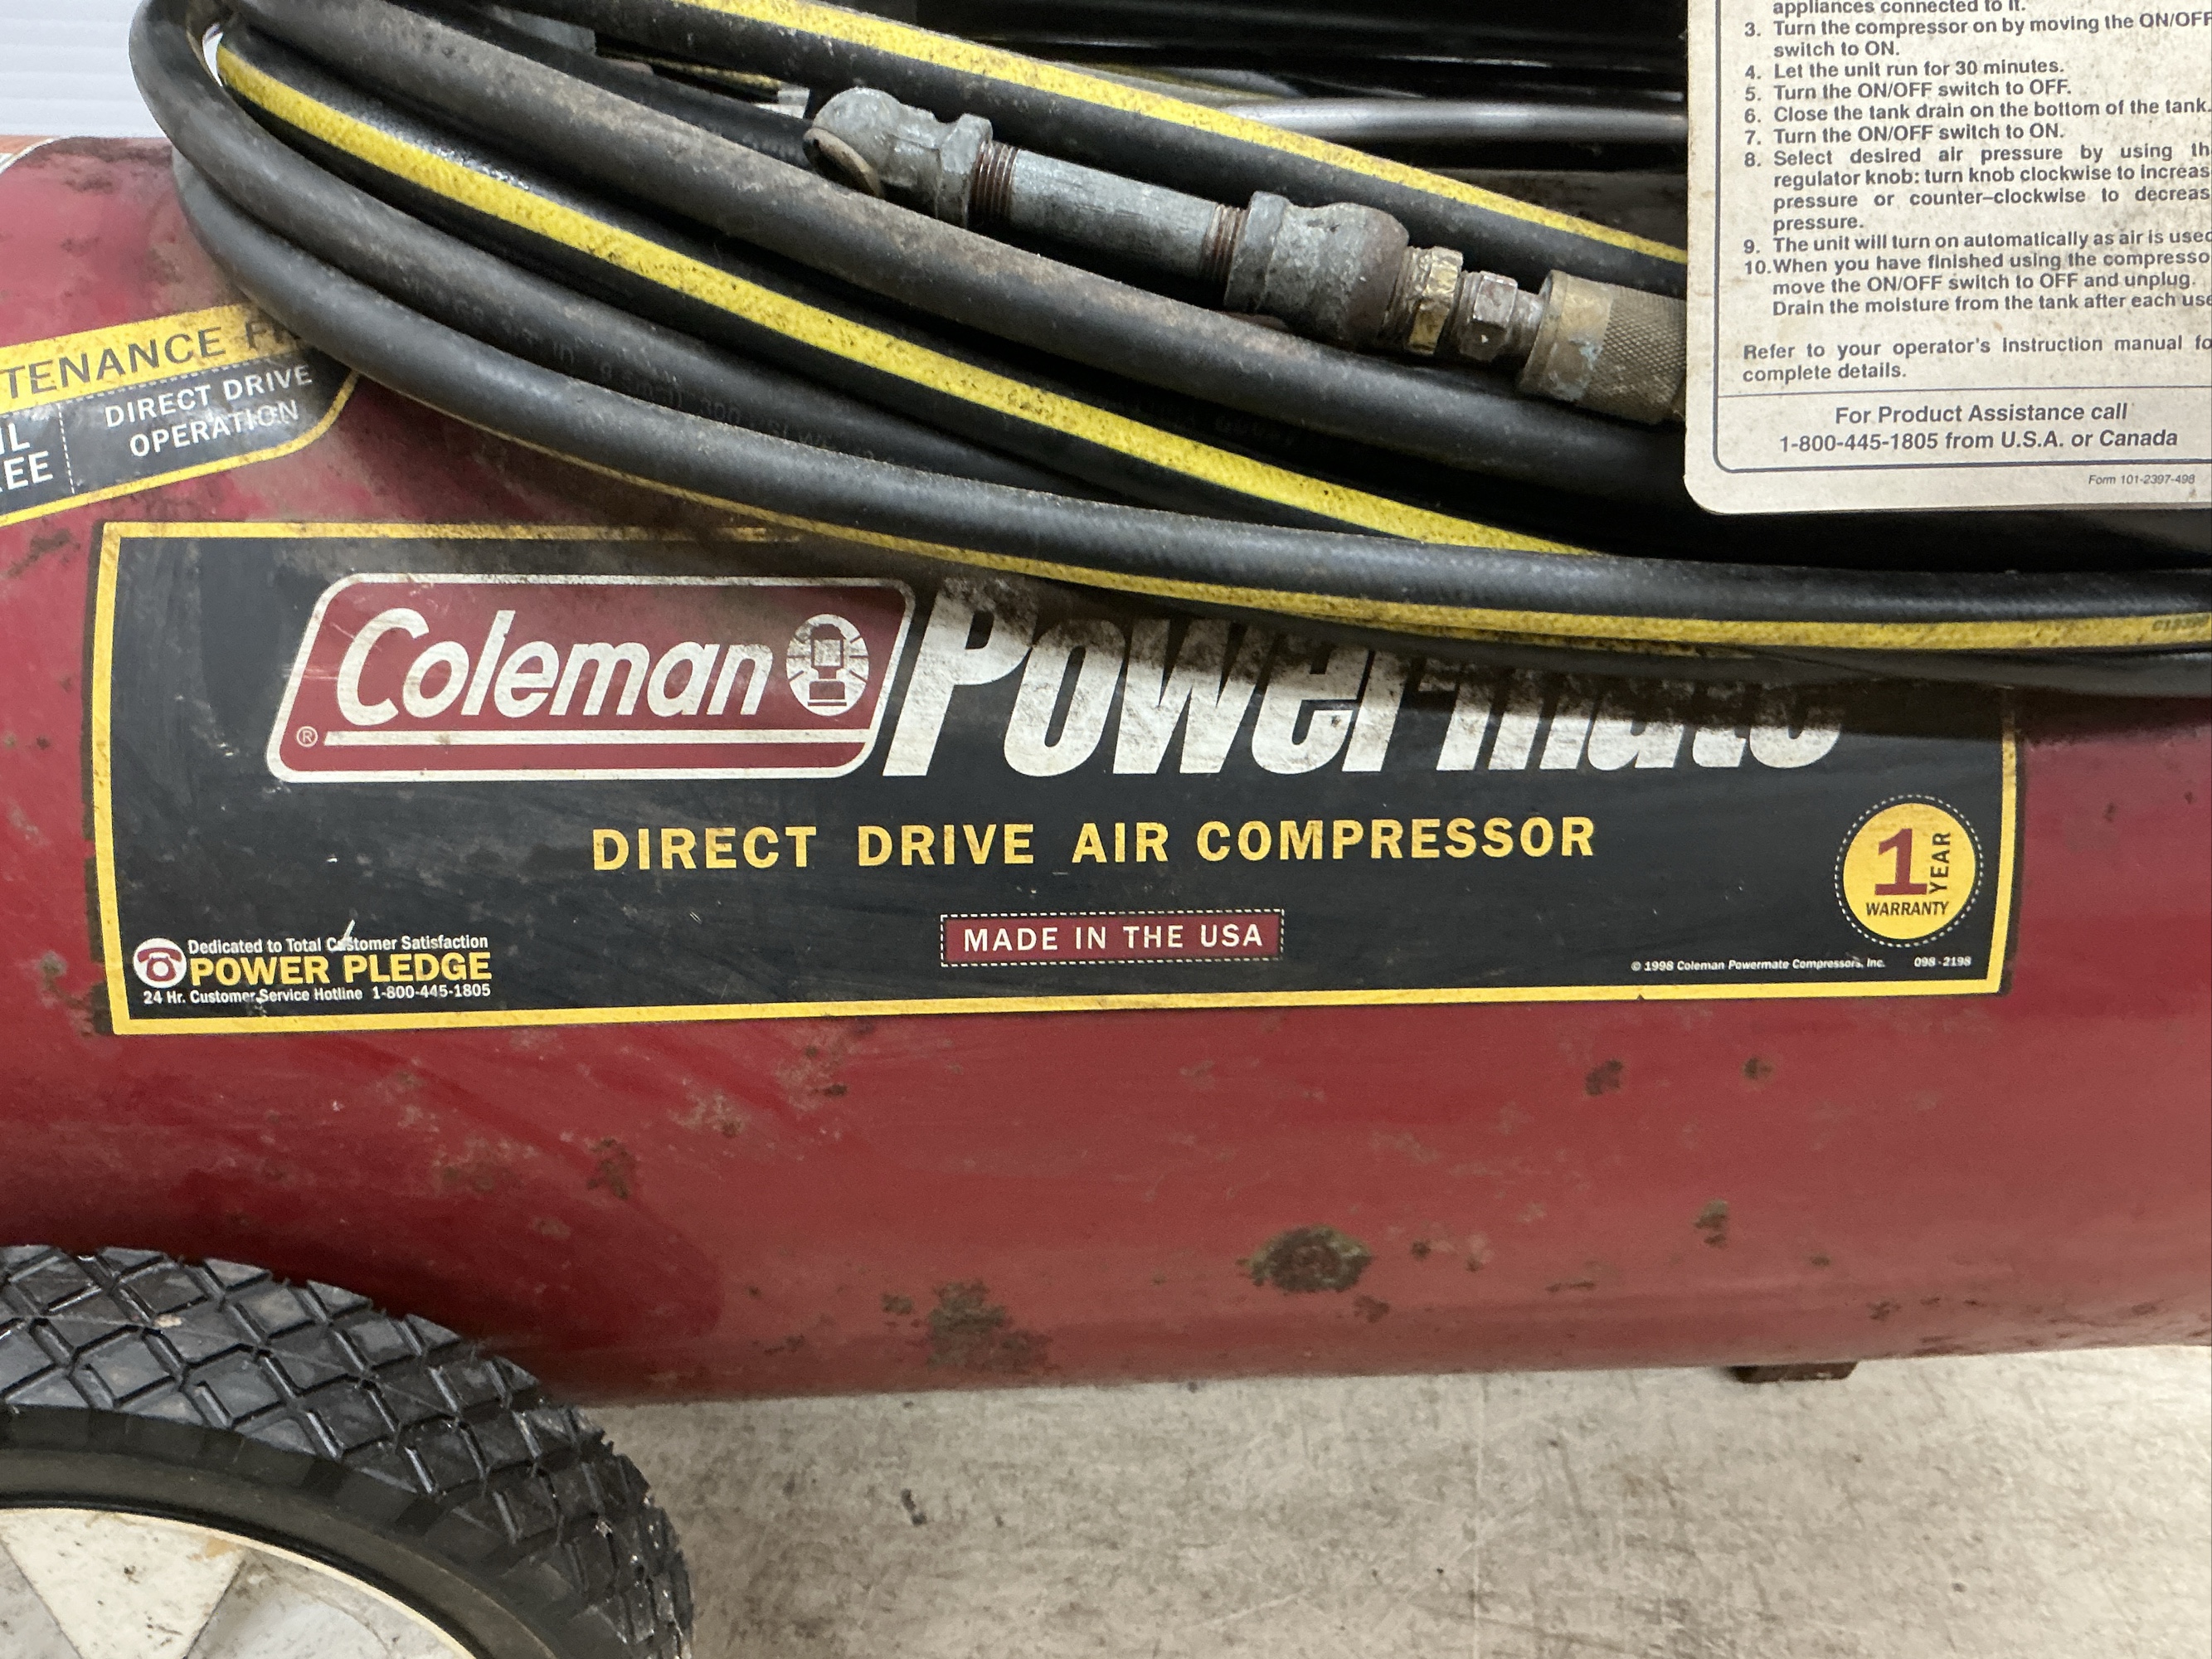 appliances connected to it.
3. Turn the compressor on by moving the ON/OFF
switch to ON.
4. Let the unit run for 30 minutes.
5. Turn the ON/OFF switch to OFF.
6. Close the tank drain on the bottom of the tank.
7. Turn the ON/OFF switch to ON.
8. Select desired air pressure by using th
regulator knob: turn knob clockwise to increas
pressure or counter–clockwise to decreas
pressure.
9. The unit will turn on automatically as air is used
10. When you have finished using the compresso
move the ON/OFF switch to OFF and unplug.
Drain the moisture from the tank after each use
Refer to your operator's Instruction manual fo
complete details.
For Product Assistance call
1-800-445-1805 from U.S.A. or Canada
Form 101-2397-498
TENANCE
DIRECT DRIVE
OPERATION
IL
EE
Coleman ® Powermate
DIRECT DRIVE AIR COMPRESSOR
1 YEAR
WARRANTY
MADE IN THE USA
Dedicated to Total Customer Satisfaction
POWER PLEDGE
24 Hr. Customer Service Hotline 1-800-445-1805
© 1998 Coleman Powermate Compressors, Inc. 098-2198